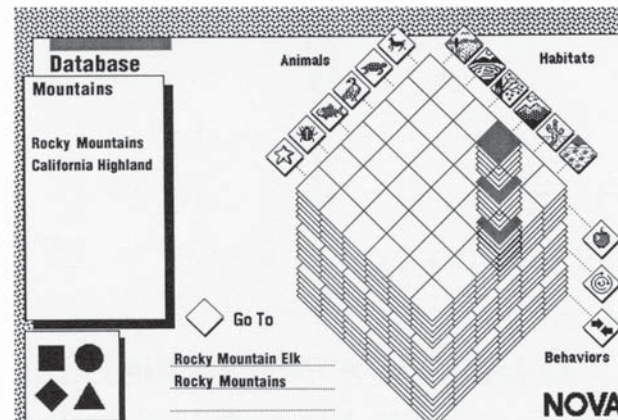 Database
Mountains
Rocky Mountains
California Highland
Animals
Habitats
Go To
Rocky Mountain Elk
Rocky Mountains
Behaviors
NOVA